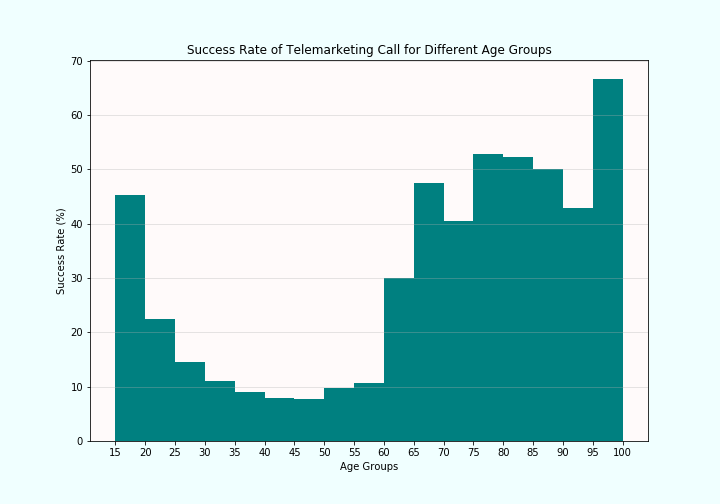 Success Rate of Telemarketing Call for Different Age Groups
70
60
50
40
30
20
10
0
Success Rate (%)
15 20 25 30 35 40 45 50 55 60 65 70 75 80 85 90 95 100
Age Groups